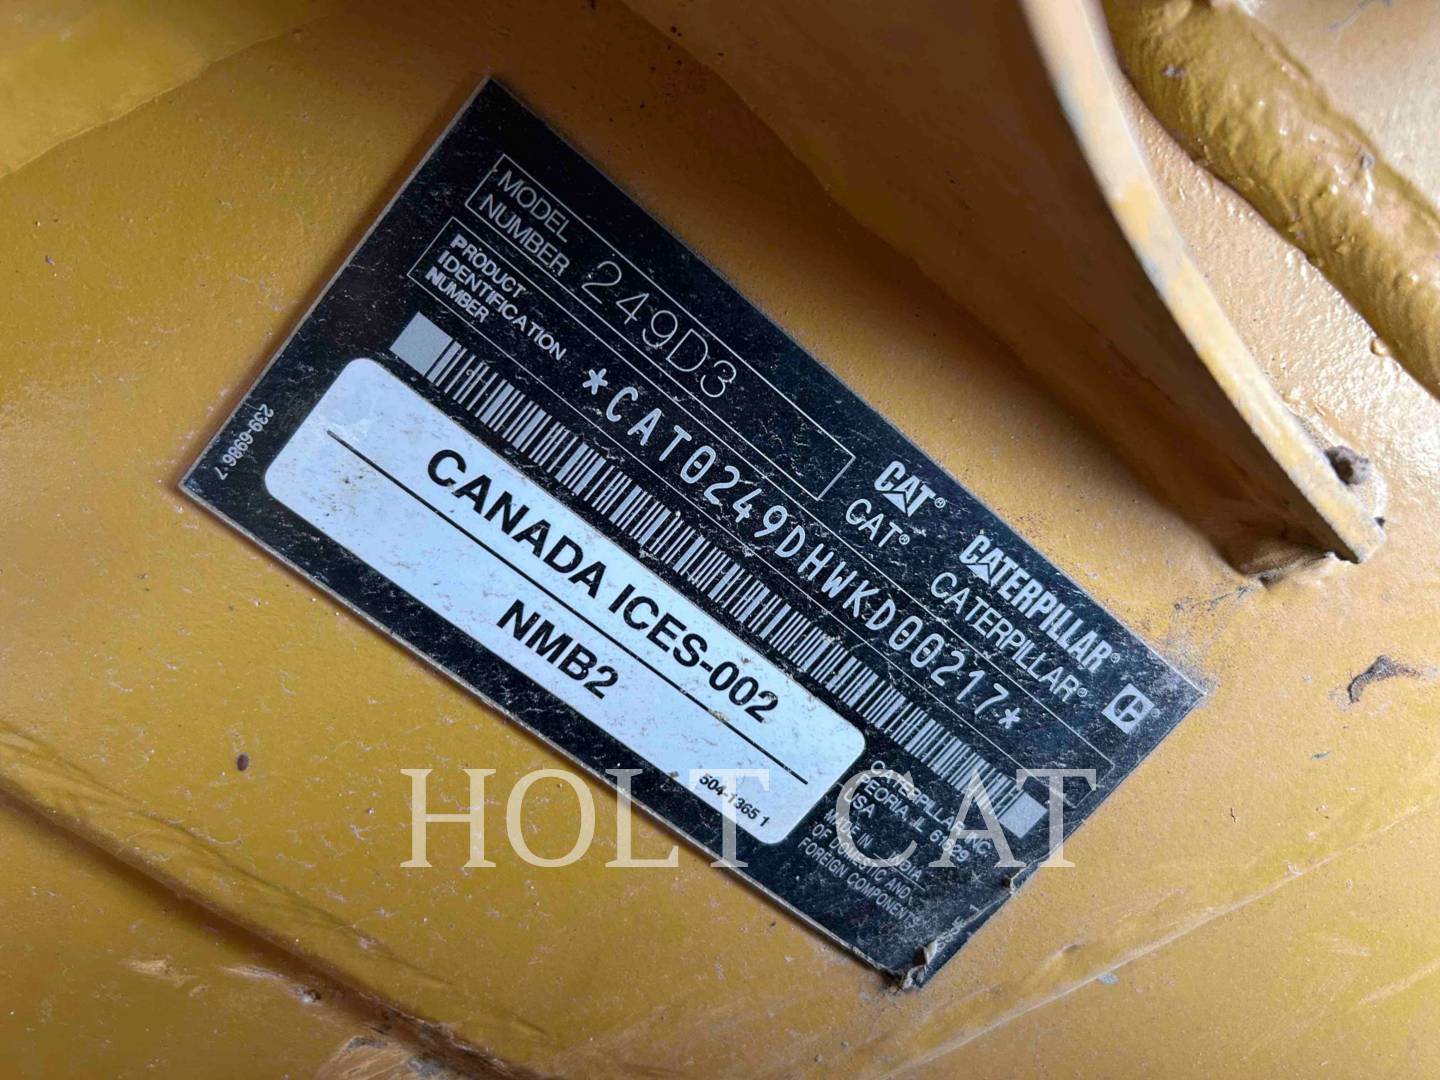 MODEL
NUMBER 249D3
PRODUCT
IDENTIFICATION
NUMBER
*CAT0249DHWKD00217*
CAT® CATERPILLAR®
CAT® CATERPILLAR®
CANADA ICES-002
NMB2
504-1365 1
239-6986 7
CATERPILLAR INC.
PEORIA, IL 61629
USA
MADE IN INDIA
OF DOMESTIC AND
FOREIGN COMPONENTS
HOLT CAT